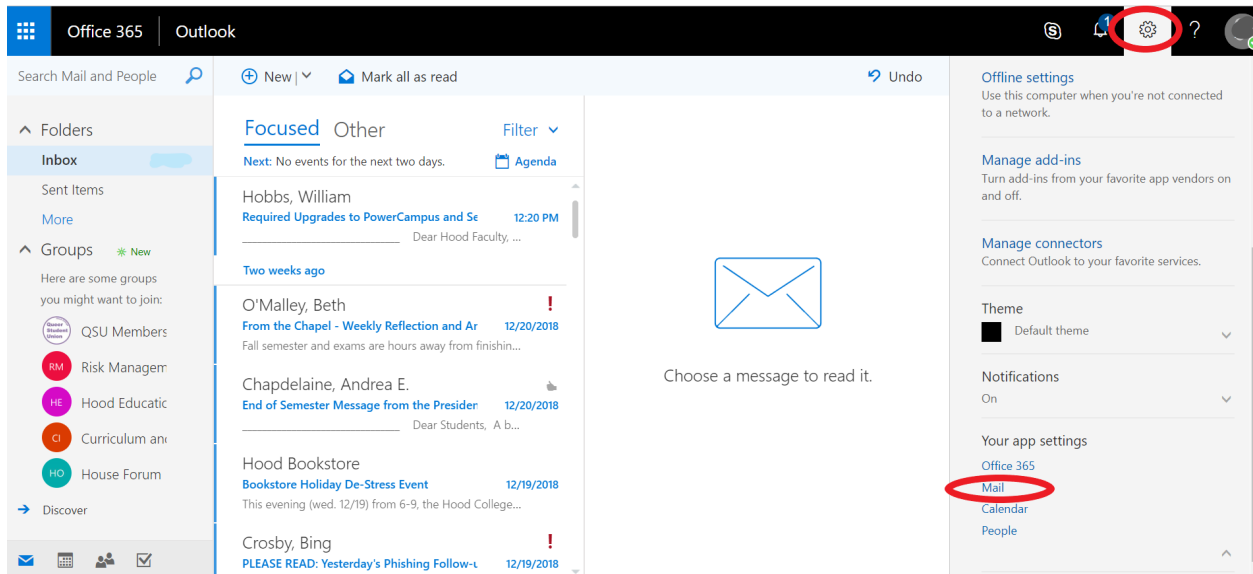 Office 365 Outlook
1
?
Search Mail and People
New
Mark all as read
Undo
Folders
Inbox
Sent Items
More
Groups New
Here are some groups
you might want to join:
Queer
Student
Union
QSU Members
RM Risk Managem
HE Hood Educatic
CI Curriculum and
HO House Forum
Discover
Focused Other Filter
Next: No events for the next two days. Agenda
Hobbs, William
Required Upgrades to PowerCampus and Se 12:20 PM
Dear Hood Faculty, ...
Two weeks ago
O'Malley, Beth !
From the Chapel - Weekly Reflection and Ar 12/20/2018
Fall semester and exams are hours away from finishin...
Chapdelaine, Andrea E.
End of Semester Message from the Presider 12/20/2018
Dear Students, A b...
Hood Bookstore
Bookstore Holiday De-Stress Event 12/19/2018
This evening (wed. 12/19) from 6-9, the Hood College...
Crosby, Bing !
PLEASE READ: Yesterday's Phishing Follow-u 12/19/2018
Choose a message to read it.
Offline settings
Use this computer when you're not connected
to a network.
Manage add-ins
Turn add-ins from your favorite app vendors on
and off.
Manage connectors
Connect Outlook to your favorite services.
Theme
Default theme
Notifications
On
Your app settings
Office 365
Mail
Calendar
People